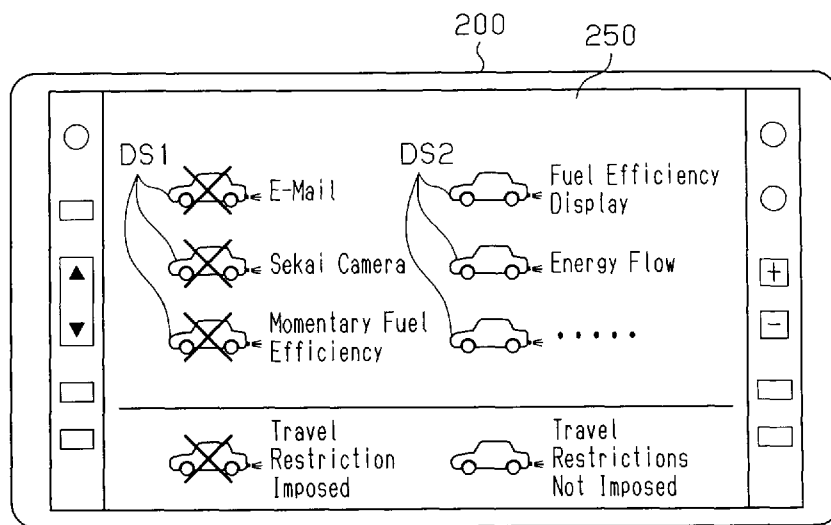 200
250
DS1
E-Mail
Sekai Camera
Momentary Fuel
Efficiency
DS2
Fuel Efficiency
Display
Energy Flow
•••••
Travel
Restriction
Imposed
Travel
Restrictions
Not Imposed
+
−